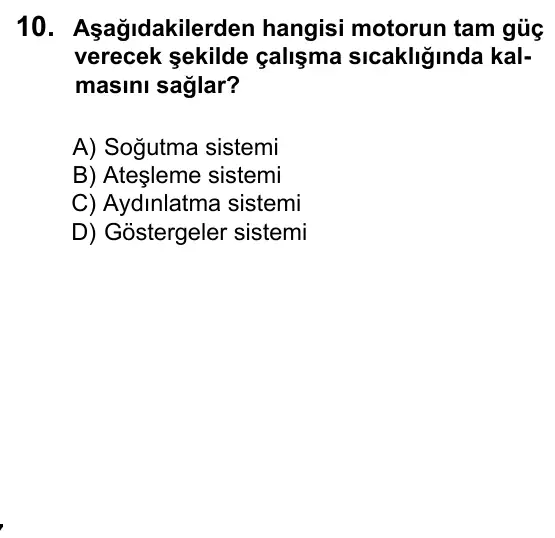 10. Aşağıdakilerden hangisi motorun tam güç
verecek şekilde çalışma sıcaklığında kal-
masını sağlar?
A) Soğutma sistemi
B) Ateşleme sistemi
C) Aydınlatma sistemi
D) Göstergeler sistemi